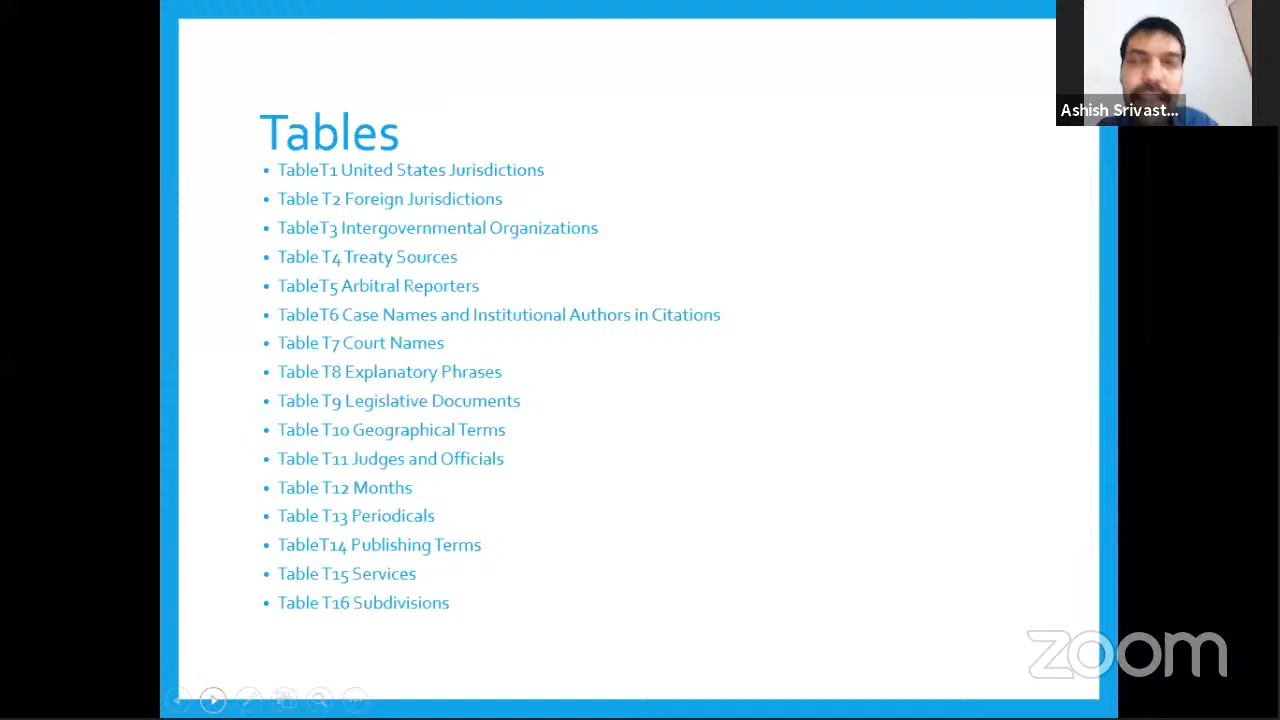 Ashish Srivast...
Tables
• TableT1 United States Jurisdictions
• Table T2 Foreign Jurisdictions
• TableT3 Intergovernmental Organizations
• Table T4 Treaty Sources
• TableT5 Arbitral Reporters
• TableT6 Case Names and Institutional Authors in Citations
• Table T7 Court Names
• Table T8 Explanatory Phrases
• Table T9 Legislative Documents
• Table T10 Geographical Terms
• Table T11 Judges and Officials
• Table T12 Months
• Table T13 Periodicals
• TableT14 Publishing Terms
• Table T15 Services
• Table T16 Subdivisions
zoom